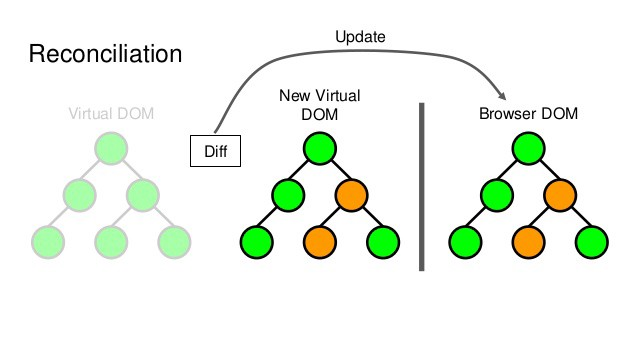 Update
Reconciliation
Virtual DOM
New Virtual
DOM
Browser DOM
Diff